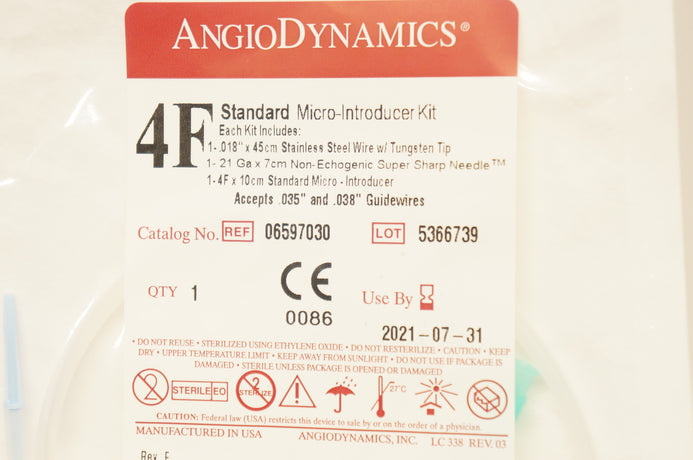 ANGIODYNAMICS®
4F Standard Micro-Introducer Kit
Each Kit Includes:
1-.018" x 45cm Stainless Steel Wire w/ Tungsten Tip
1- 21 Ga x 7cm Non-Echogenic Super Sharp Needle™
1-4F x 10cm Standard Micro - Introducer
Accepts .035" and .038" Guidewires
Catalog No. REF 06597030 LOT 5366739
CE
QTY 1 Use By
0086
2021-07-31
• DO NOT REUSE • STERILIZED USING ETHYLENE OXIDE • DO NOT RESTERILIZE • CAUTION • KEEP
DRY • UPPER TEMPERATURE LIMIT • KEEP AWAY FROM SUNLIGHT • DO NOT USE IF PACKAGE IS
DAMAGED • STERILE UNLESS PACKAGE IS OPENED OR DAMAGED
2 STERILE EO 2 STERILIZE 27°C
CAUTION: Federal law (USA) restricts this device to sale by or on the order of a physician.
MANUFACTURED IN USA ANGIODYNAMICS, INC. LC 338 REV. 03
Rev. F